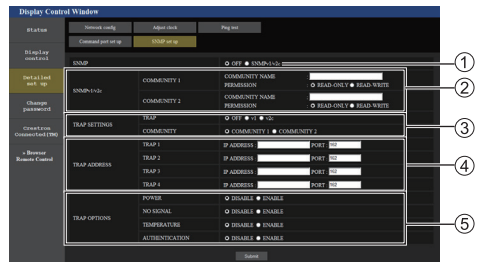 Display Control Window
Status
Network config
Adjust clock
Ping test
Command port set up
SNMP set up
Display control
Detailed set up
Change password
Crestron Connected(TM)
» Browser Remote Control
SNMP
OFF SNMPv1/v2c
①
SNMPv1/v2c
COMMUNITY 1
COMMUNITY NAME
PERMISSION
: READ-ONLY READ-WRITE
COMMUNITY 2
COMMUNITY NAME
PERMISSION
: READ-ONLY READ-WRITE
②
TRAP SETTINGS
TRAP
OFF v1 v2c
COMMUNITY
COMMUNITY 1 COMMUNITY 2
③
TRAP ADDRESS
TRAP 1
IP ADDRESS : PORT : 162
TRAP 2
IP ADDRESS : PORT : 162
TRAP 3
IP ADDRESS : PORT : 162
TRAP 4
IP ADDRESS : PORT : 162
④
TRAP OPTIONS
POWER
DISABLE ENABLE
NO SIGNAL
DISABLE ENABLE
TEMPERATURE
DISABLE ENABLE
AUTHENTICATION
DISABLE ENABLE
⑤
Submit